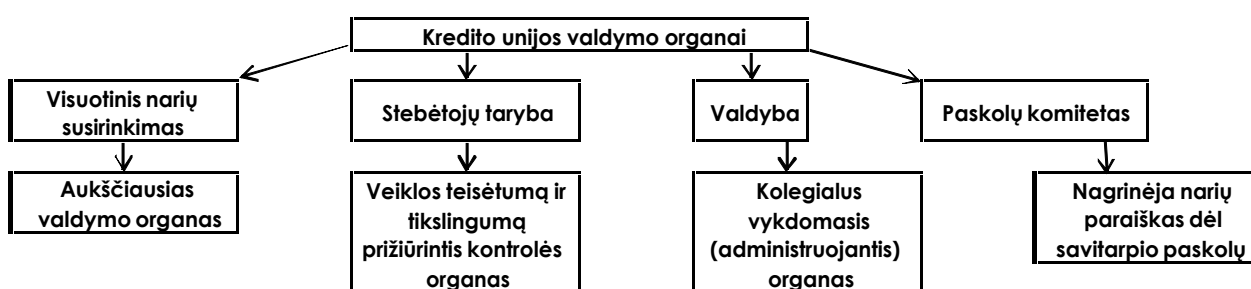 Kredito unijos valdymo organai
Visuotinis narių
susirinkimas
Stebėtojų taryba
Valdyba
Paskolų komitetas
Aukščiausias
valdymo organas
Veiklos teisėtumą ir
tikslingumą
prižiūrintis kontrolės
organas
Kolegialus
vykdomasis
(administruojantis)
organas
Nagrinėja narių
paraiškas dėl
savitarpio paskolų